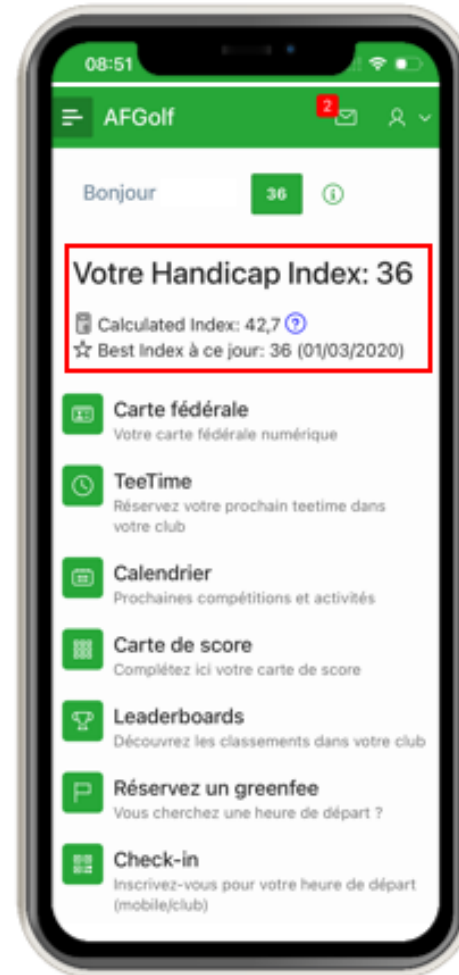 08:51
AFGolf
2
Bonjour
36
Votre Handicap Index: 36
Calculated Index: 42,7 ?
Best Index à ce jour: 36 (01/03/2020)
Carte fédérale
Votre carte fédérale numérique
TeeTime
Réservez votre prochain teetime dans
votre club
Calendrier
Prochaines compétitions et activités
Carte de score
Complétez ici votre carte de score
Leaderboards
Découvrez les classements dans votre club
Réservez un greenfee
Vous cherchez une heure de départ ?
Check-in
Inscrivez-vous pour votre heure de départ
(mobile/club)